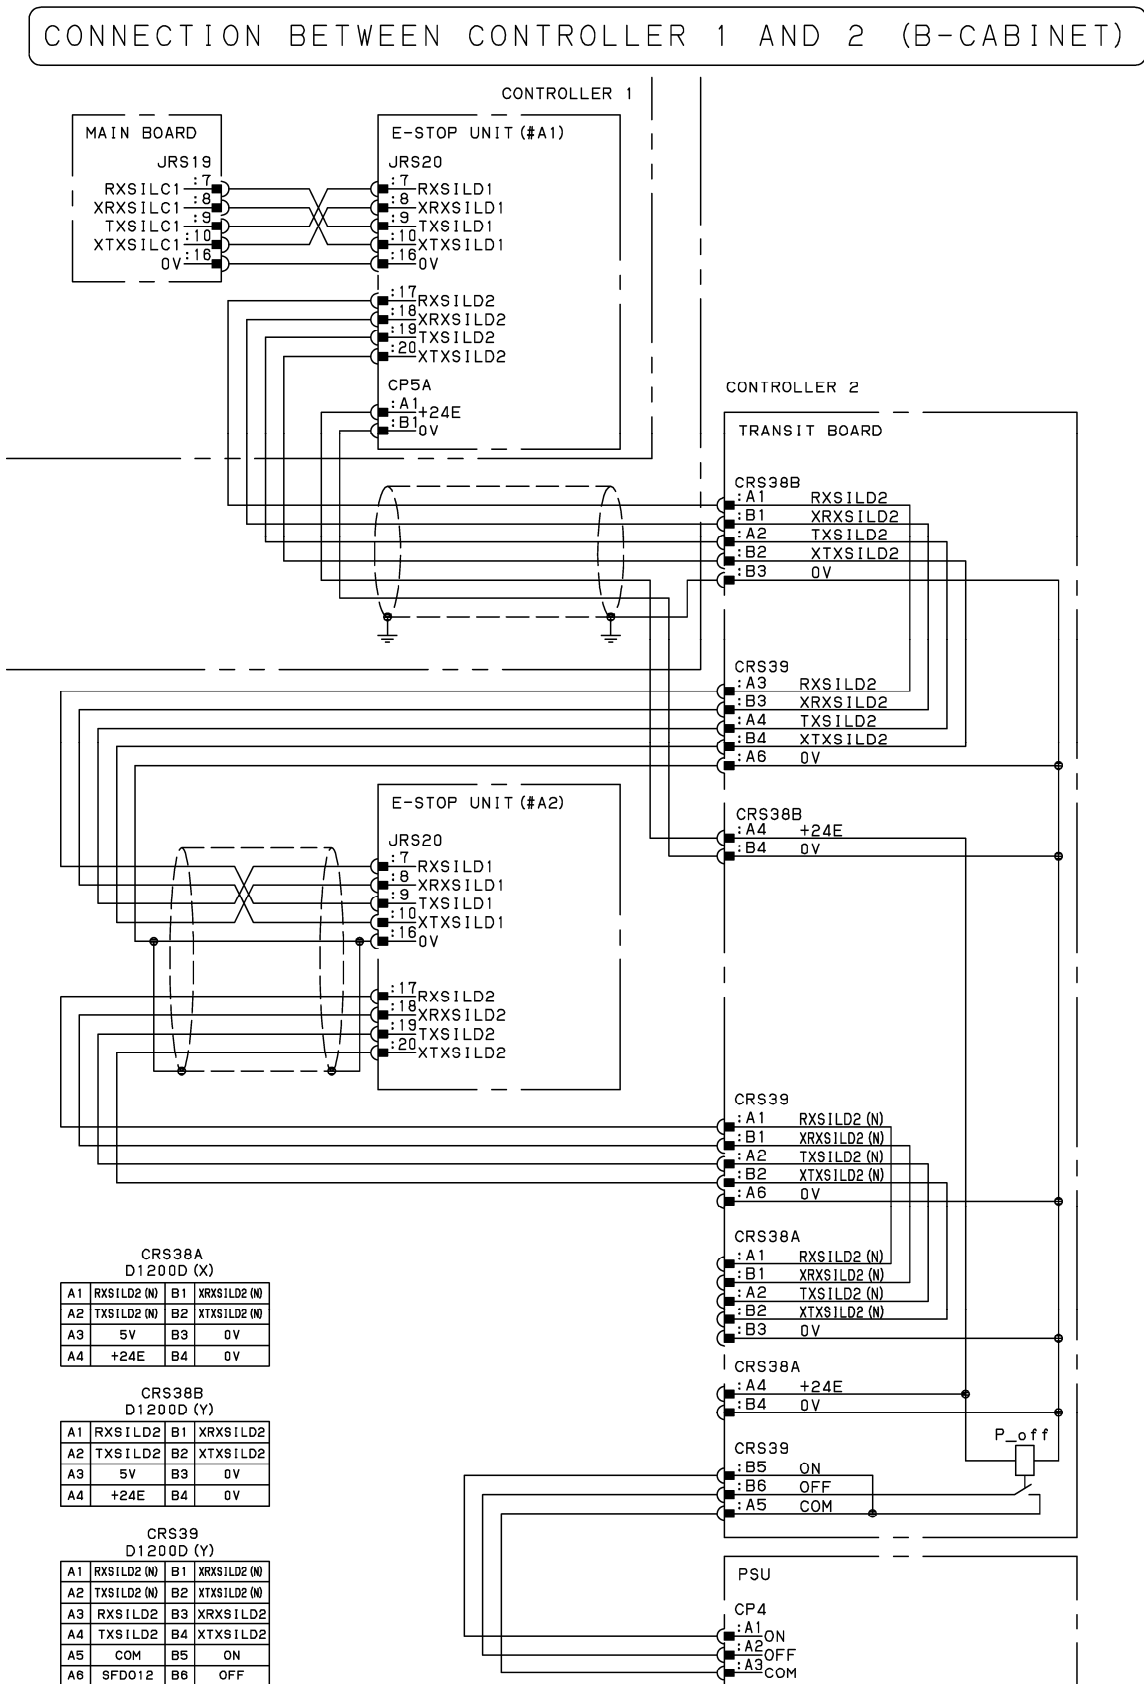 CONNECTION BETWEEN CONTROLLER 1 AND 2 (B-CABINET)
CONTROLLER 1
MAIN BOARD
JRS19
RXSILC1 :7
XRXSILC1 :8
TXSILC1 :9
XTXSILC1 :10
0V :16
E-STOP UNIT(#A1)
JRS20
:7 RXSILD1
:8 XRXSILD1
:9 TXSILD1
:10 XTXSILD1
:16 0V
:17 RXSILD2
:18 XRXSILD2
:19 TXSILD2
:20 XTXSILD2
CP5A
:A1 +24E
:B1 0V
CONTROLLER 2
TRANSIT BOARD
CRS38B
:A1 RXSILD2
:B1 XRXSILD2
:A2 TXSILD2
:B2 XTXSILD2
:B3 0V
CRS39
:A3 RXSILD2
:B3 XRXSILD2
:A4 TXSILD2
:B4 XTXSILD2
:A6 0V
CRS38B
:A4 +24E
:B4 0V
E-STOP UNIT(#A2)
JRS20
:7 RXSILD1
:8 XRXSILD1
:9 TXSILD1
:10 XTXSILD1
:16 0V
:17 RXSILD2
:18 XRXSILD2
:19 TXSILD2
:20 XTXSILD2
CRS39
:A1 RXSILD2(N)
:B1 XRXSILD2(N)
:A2 TXSILD2(N)
:B2 XTXSILD2(N)
:A6 0V
CRS38A
:A1 RXSILD2(N)
:B1 XRXSILD2(N)
:A2 TXSILD2(N)
:B2 XTXSILD2(N)
:B3 0V
CRS38A
:A4 +24E
:B4 0V
P_off
CRS39
:B5 ON
:B6 OFF
:A5 COM
PSU
CP4
:A1 ON
:A2 OFF
:A3 COM
CRS38A
D1200D(X)
A1 RXSILD2(N) B1 XRXSILD2(N)
A2 TXSILD2(N) B2 XTXSILD2(N)
A3 5V B3 0V
A4 +24E B4 0V
CRS38B
D1200D(Y)
A1 RXSILD2 B1 XRXSILD2
A2 TXSILD2 B2 XTXSILD2
A3 5V B3 0V
A4 +24E B4 0V
CRS39
D1200D(Y)
A1 RXSILD2(N) B1 XRXSILD2(N)
A2 TXSILD2(N) B2 XTXSILD2(N)
A3 RXSILD2 B3 XRXSILD2
A4 TXSILD2 B4 XTXSILD2
A5 COM B5 ON
A6 SFDO12 B6 OFF